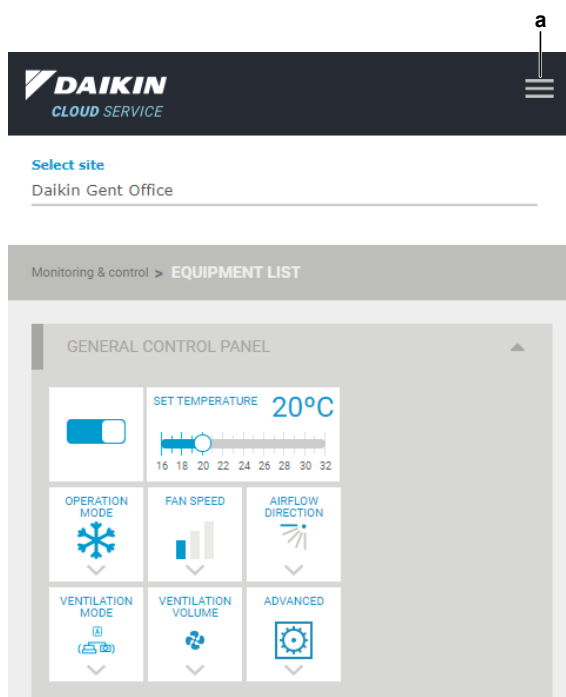 a
DAIKIN
CLOUD SERVICE
Select site
Daikin Gent Office
Monitoring & control > EQUIPMENT LIST
GENERAL CONTROL PANEL
SET TEMPERATURE 20°C
16 18 20 22 24 26 28 30 32
OPERATION
MODE
FAN SPEED
AIRFLOW
DIRECTION
VENTILATION
MODE
A
VENTILATION
VOLUME
ADVANCED